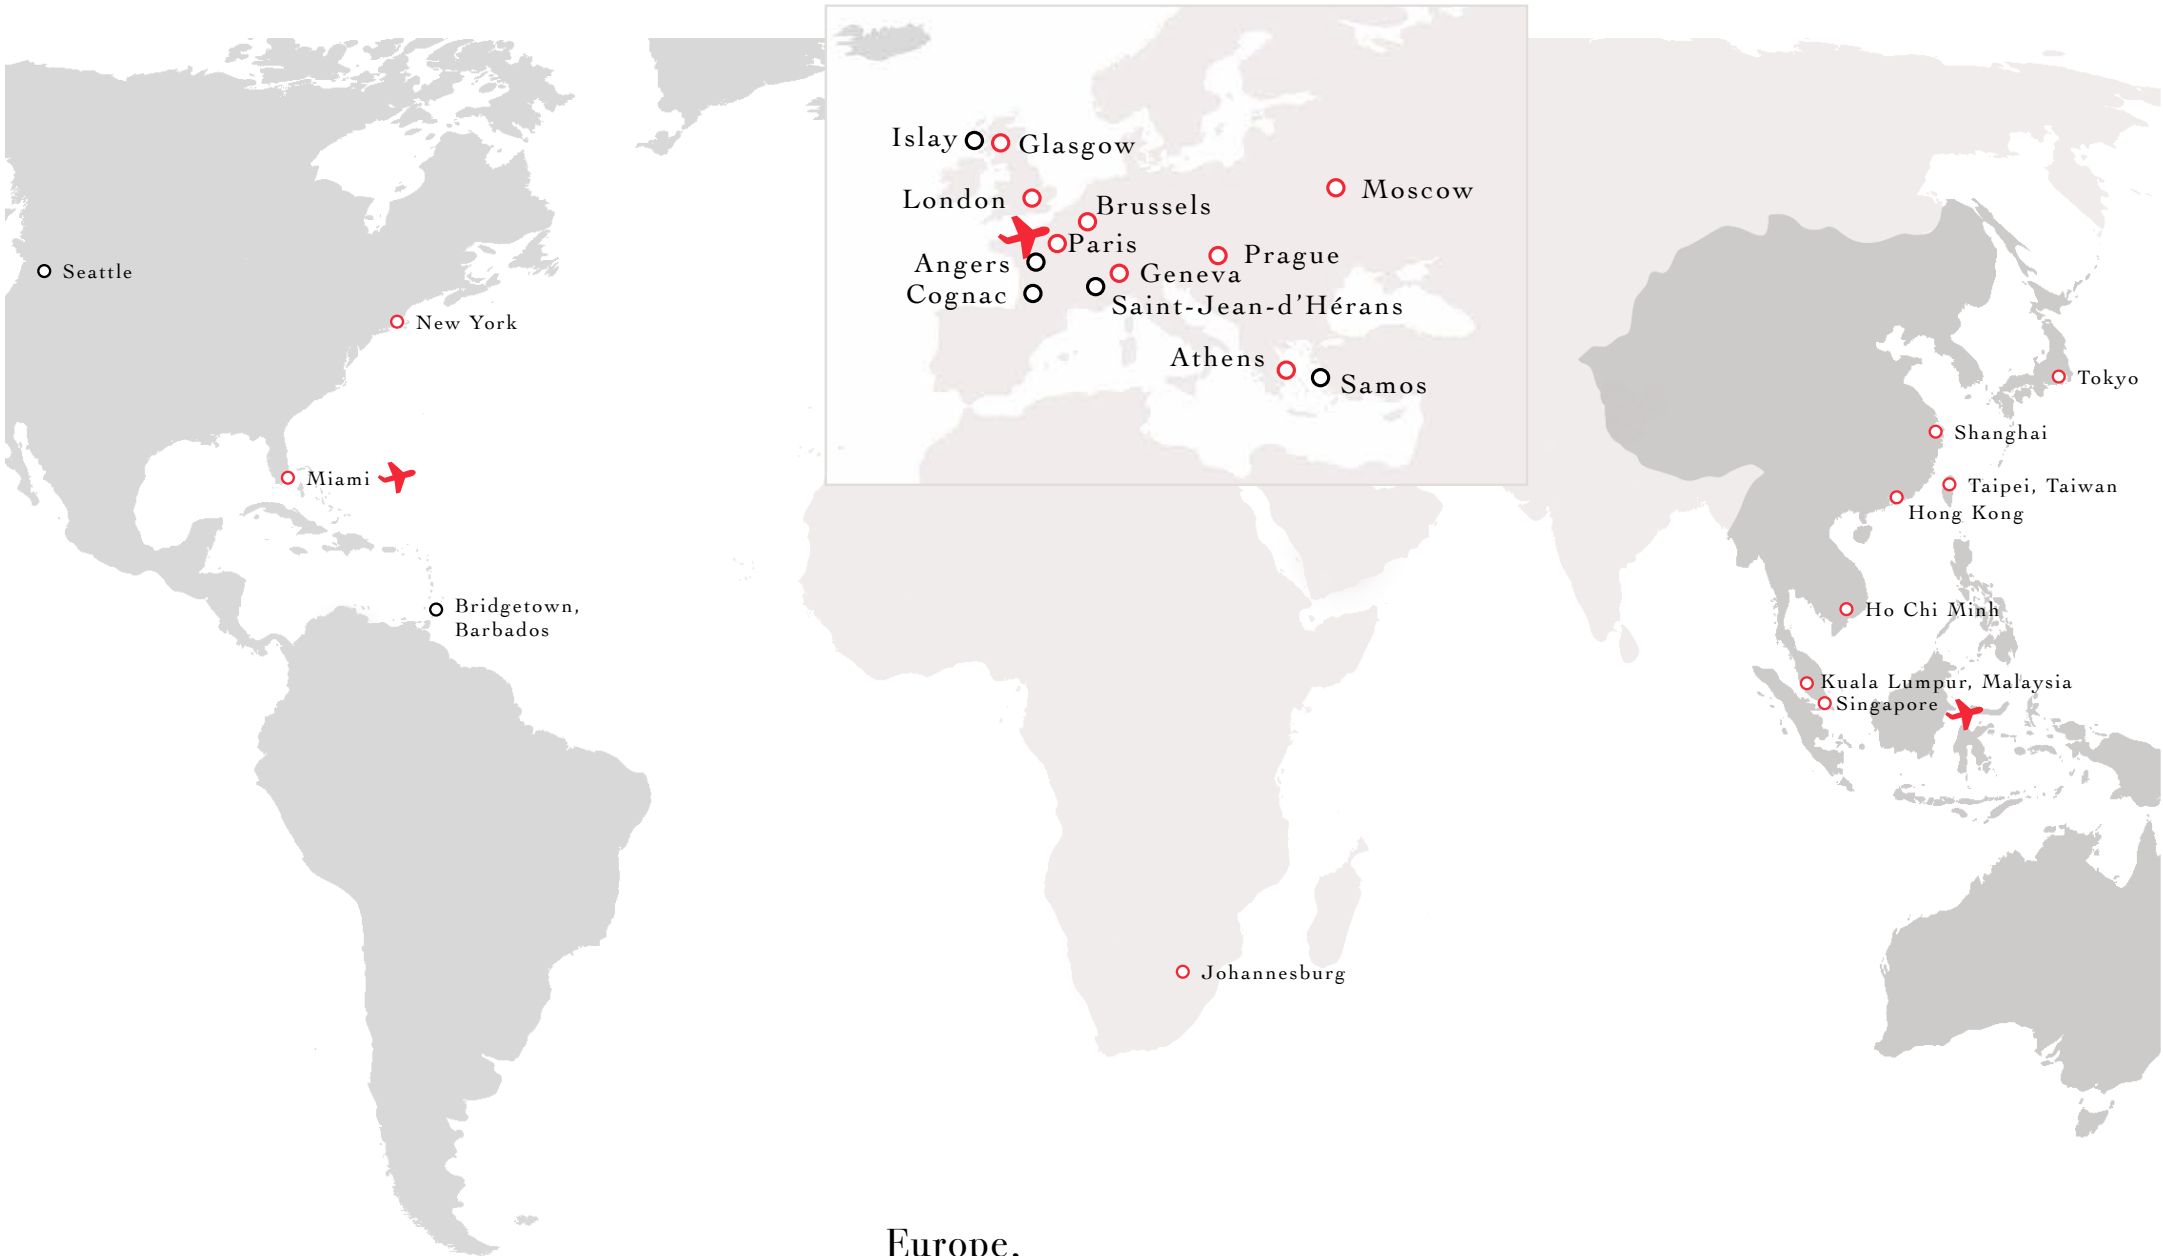 Islay
Glasgow
London
Brussels
Moscow
Paris
Prague
Angers
Geneva
Cognac
Saint-Jean-d'Hérans
Athens
Samos
Seattle
New York
Miami
Bridgetown,
Barbados
Tokyo
Shanghai
Taipei, Taiwan
Hong Kong
Ho Chi Minh
Kuala Lumpur, Malaysia
Singapore
Johannesburg
Europe,